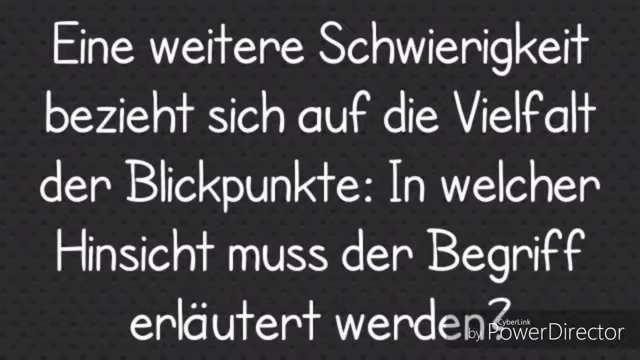 Eine weitere Schwierigkeit
bezieht sich auf die Vielfalt
der Blickpunkte: In welcher
Hinsicht muss der Begriff
erläutert werden?
CyberLink
by PowerDirector